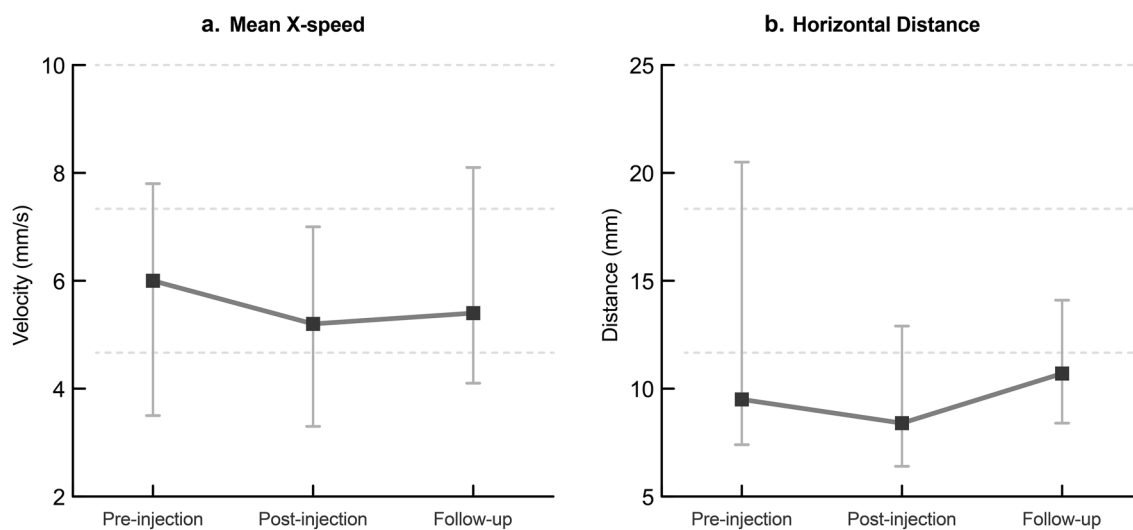 a. Mean X-speed
Velocity (mm/s)
10
8
6
4
2
Pre-injection
Post-injection
Follow-up
b. Horizontal Distance
Distance (mm)
25
20
15
10
5
Pre-injection
Post-injection
Follow-up